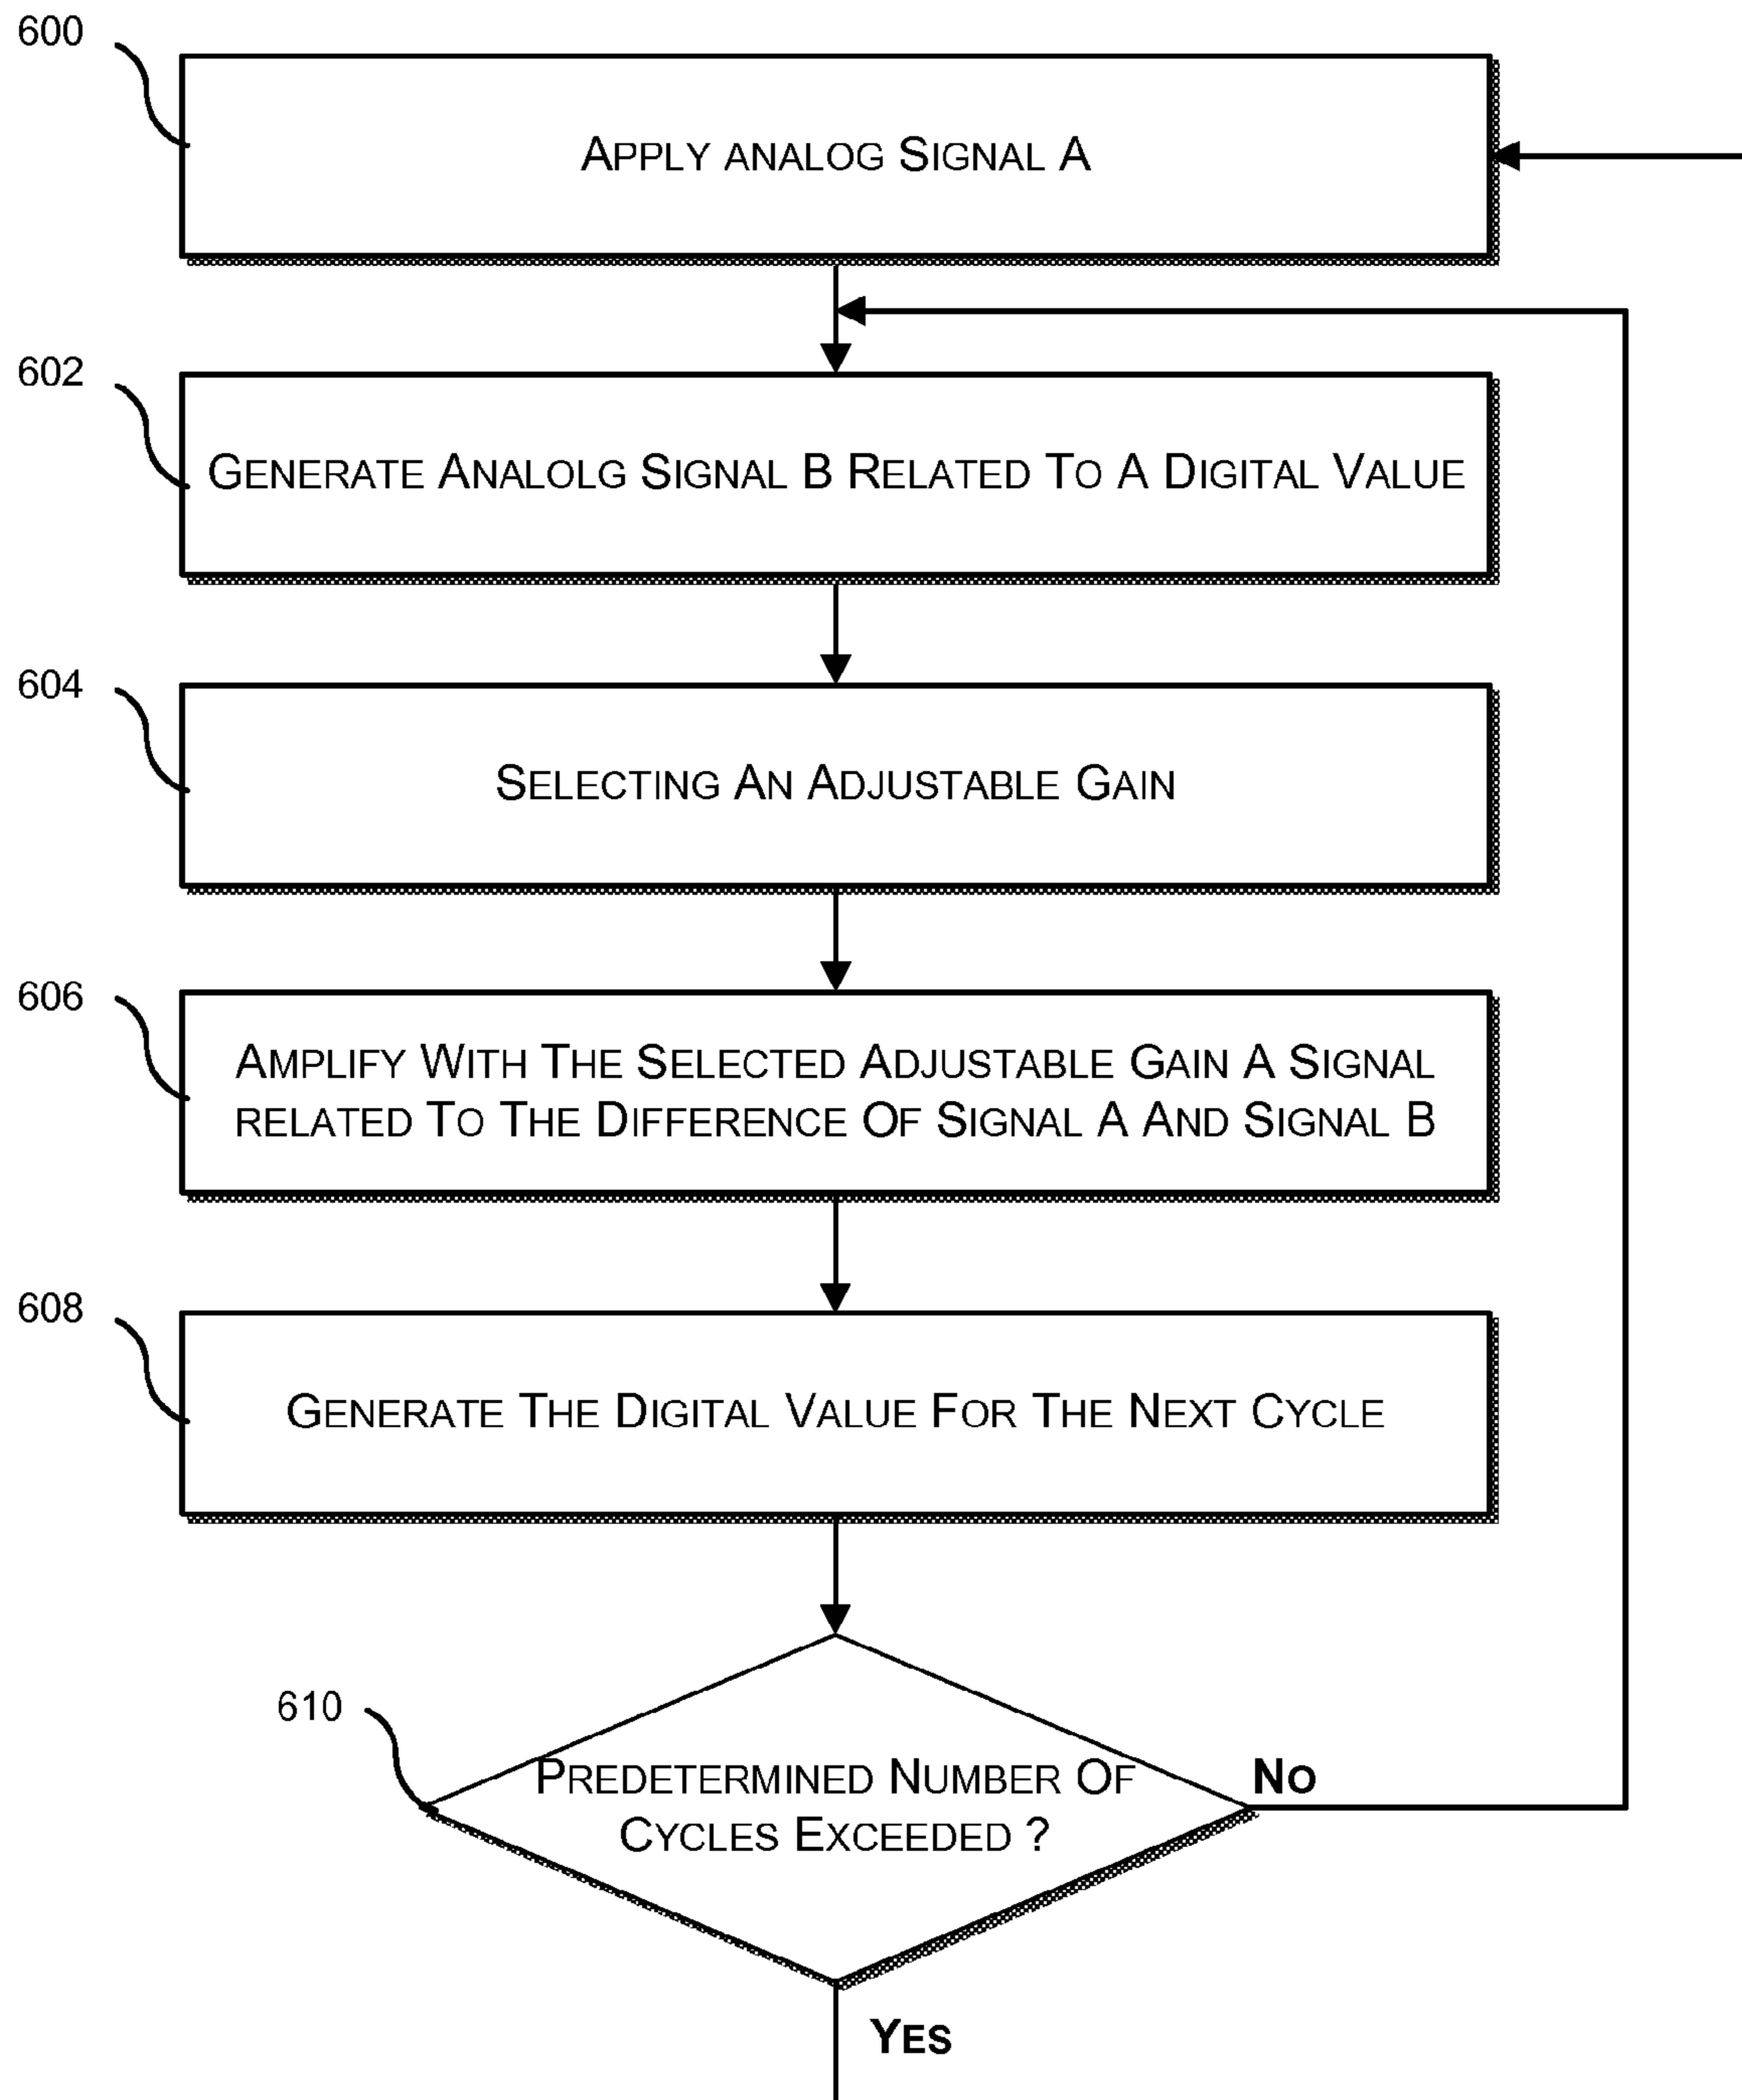 600
APPLY ANALOG SIGNAL A
602
GENERATE ANALOLG SIGNAL B RELATED TO A DIGITAL VALUE
604
SELECTING AN ADJUSTABLE GAIN
606
AMPLIFY WITH THE SELECTED ADJUSTABLE GAIN A SIGNAL
RELATED TO THE DIFFERENCE OF SIGNAL A AND SIGNAL B
608
GENERATE THE DIGITAL VALUE FOR THE NEXT CYCLE
610
PREDETERMINED NUMBER OF
CYCLES EXCEEDED ?
NO
YES